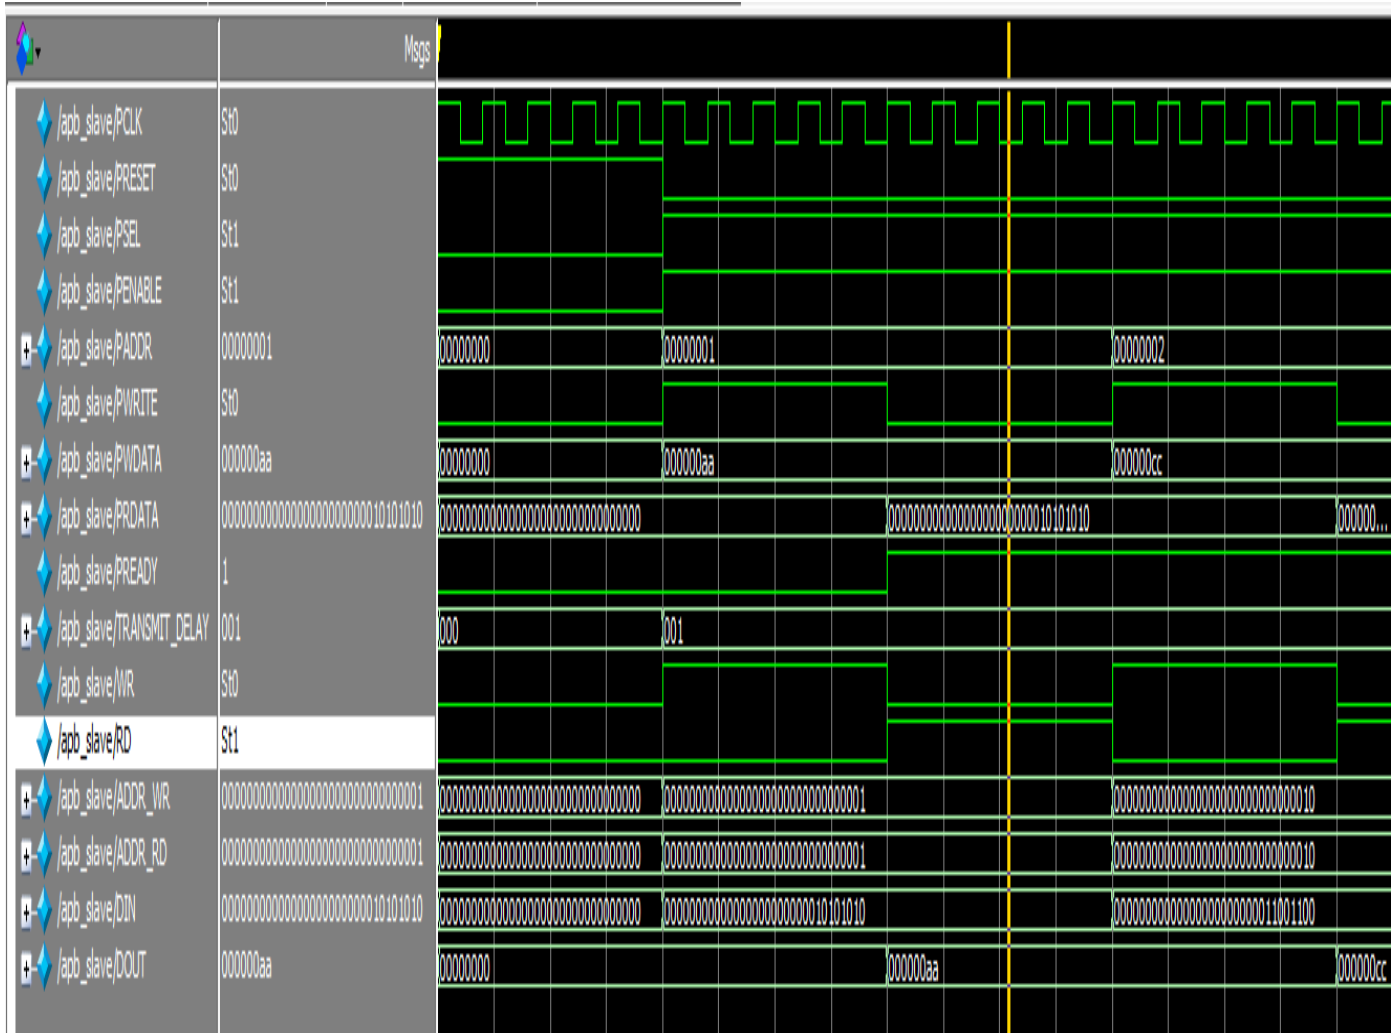 Msgs
/apb_slave/PCLK St0
/apb_slave/PRESET St0
/apb_slave/PSEL St1
/apb_slave/PENABLE St1
/apb_slave/PADDR 00000001 00000000 00000001 00000002
/apb_slave/PWRITE St0
/apb_slave/PWDATA 000000aa 00000000 000000aa 000000cc
/apb_slave/PRDATA 00000000000000000000000010101010 00000000000000000000000000000000 00000000000000000000000010101010 000000...
/apb_slave/PREADY 1
/apb_slave/TRANSMIT_DELAY 001 000 001
/apb_slave/WR St0
/apb_slave/RD St1
/apb_slave/ADDR_WR 00000000000000000000000000000001 00000000000000000000000000000000 00000000000000000000000000000001 00000000000000000000000000000010
/apb_slave/ADDR_RD 00000000000000000000000000000001 00000000000000000000000000000000 00000000000000000000000000000001 00000000000000000000000000000010
/apb_slave/DIN 00000000000000000000000010101010 00000000000000000000000000000000 00000000000000000000000010101010 00000000000000000000000011001100
/apb_slave/DOUT 000000aa 00000000 000000aa 000000cc